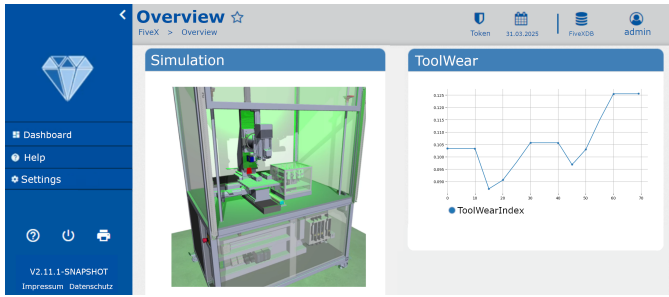 Overview
FiveX > Overview
Token
31.03.2025
FiveXDB
admin
Dashboard
Help
Settings
V2.11.1-SNAPSHOT
Impressum Datenschutz
Simulation
ToolWear
0.125
0.120
0.115
0.110
0.105
0.100
0.095
0.090
0 10 20 30 40 50 60 70
ToolWearIndex